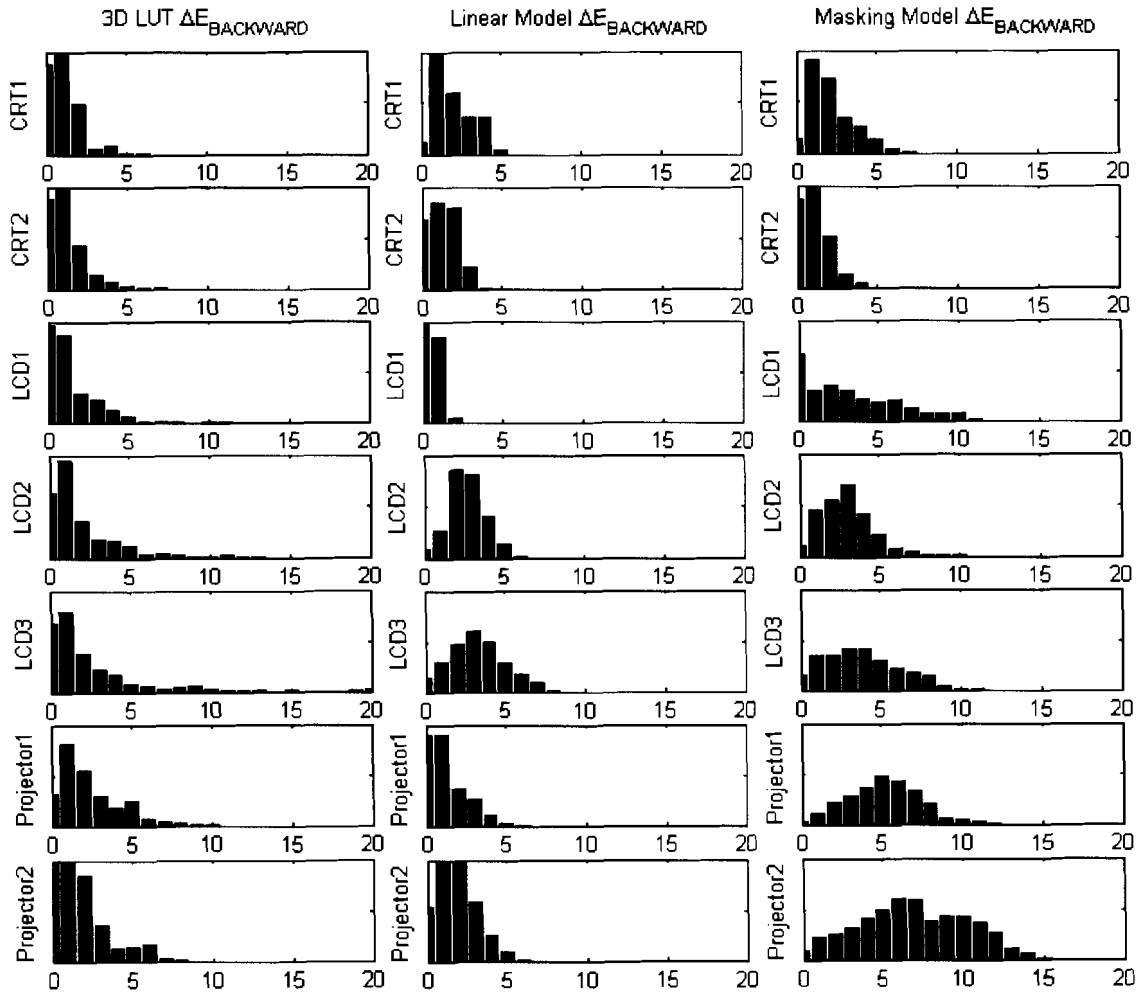 3D LUT ΔE_BACKWARD Linear Model ΔE_BACKWARD Masking Model ΔE_BACKWARD
CRT1 CRT1 CRT1
0 5 10 15 20 0 5 10 15 20 0 5 10 15 20
CRT2 CRT2 CRT2
0 5 10 15 20 0 5 10 15 20 0 5 10 15 20
LCD1 LCD1 LCD1
0 5 10 15 20 0 5 10 15 20 0 5 10 15 20
LCD2 LCD2 LCD2
0 5 10 15 20 0 5 10 15 20 0 5 10 15 20
LCD3 LCD3 LCD3
0 5 10 15 20 0 5 10 15 20 0 5 10 15 20
Projector1 Projector1 Projector1
0 5 10 15 20 0 5 10 15 20 0 5 10 15 20
Projector2 Projector2 Projector2
0 5 10 15 20 0 5 10 15 20 0 5 10 15 20